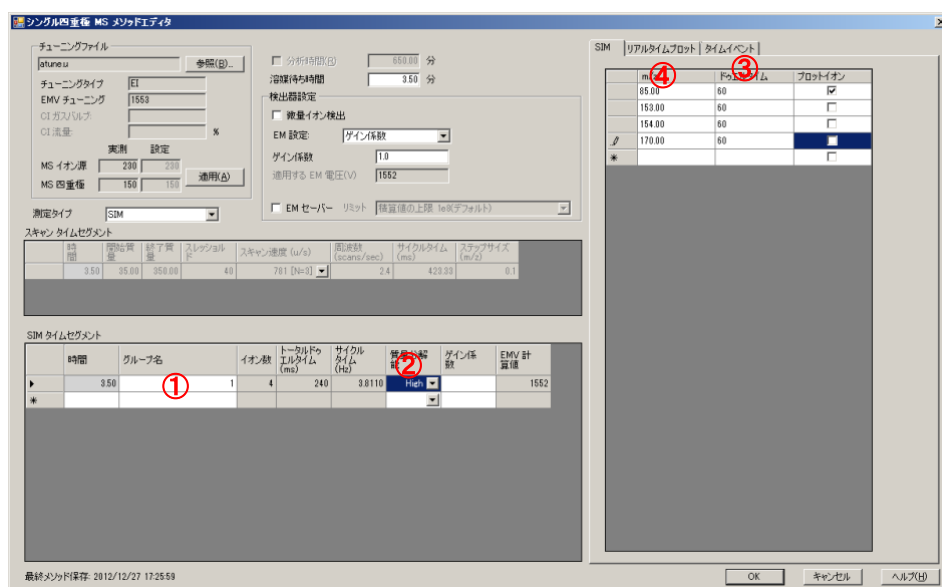 シングル四重極 MS メソッドエディタ
チューニングファイル
atune.u 参照(B)...
チューニングタイプ EI
EMV チューニング 1553
CI ガスバルブ:
CI 流量: %
実測 設定
MS イオン源 230 230
MS 四重極 150 150 適用(A)
測定タイプ SIM
分析時間(R) 650.00 分
溶媒待ち時間 3.50 分
検出器設定
微量イオン検出
EM 設定: ゲイン係数
ゲイン係数 1.0
適用する EM 電圧(V) 1552
EM セーバー リミット 積算値の上限 1e8(デフォルト)
スキャン タイムセグメント
時間 開始質量 終了質量 スレッショルド スキャン速度 (u/s) 周波数 (scans/sec) サイクルタイム (ms) ステップサイズ (m/z)
3.50 35.00 350.00 40 781 [N=3] 2.4 423.33 0.1
SIM タイムセグメント
時間 グループ名 イオン数 トータルドゥエルタイム (ms) サイクルタイム (Hz) 質量分解能 ゲイン係数 EMV 計算値
3.50 1 4 240 3.8110 High 1552
①
②
SIM リアルタイムプロット タイムイベント
m/z ドゥエルタイム プロットイオン
④ ③
85.00 60
153.00 60
154.00 60
170.00 60
最終メソッド保存: 2012/12/27 17:25:59
OK キャンセル ヘルプ(H)